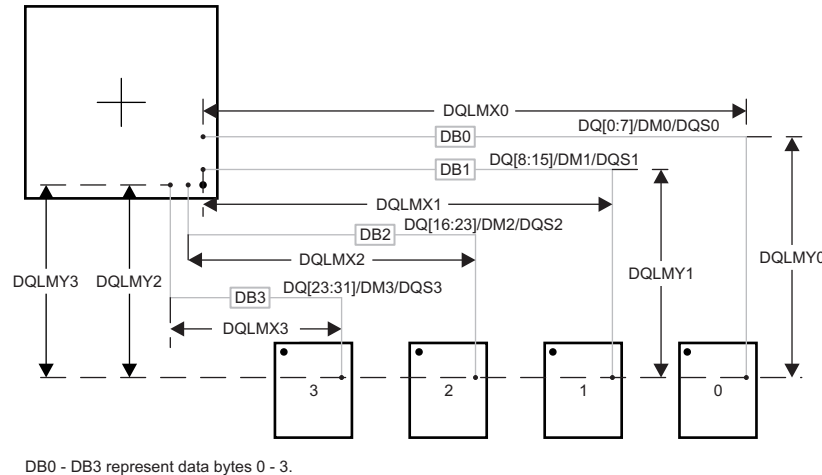 DQLMX0
DQ[0:7]/DM0/DQS0
DB0
DQ[8:15]/DM1/DQS1
DB1
DQLMX1
DQ[16:23]/DM2/DQS2
DB2
DQLMX2
DQLMY3
DQLMY2
DQLMY1
DQLMY0
DQ[23:31]/DM3/DQS3
DB3
DQLMX3
3
2
1
0
DB0 - DB3 represent data bytes 0 - 3.